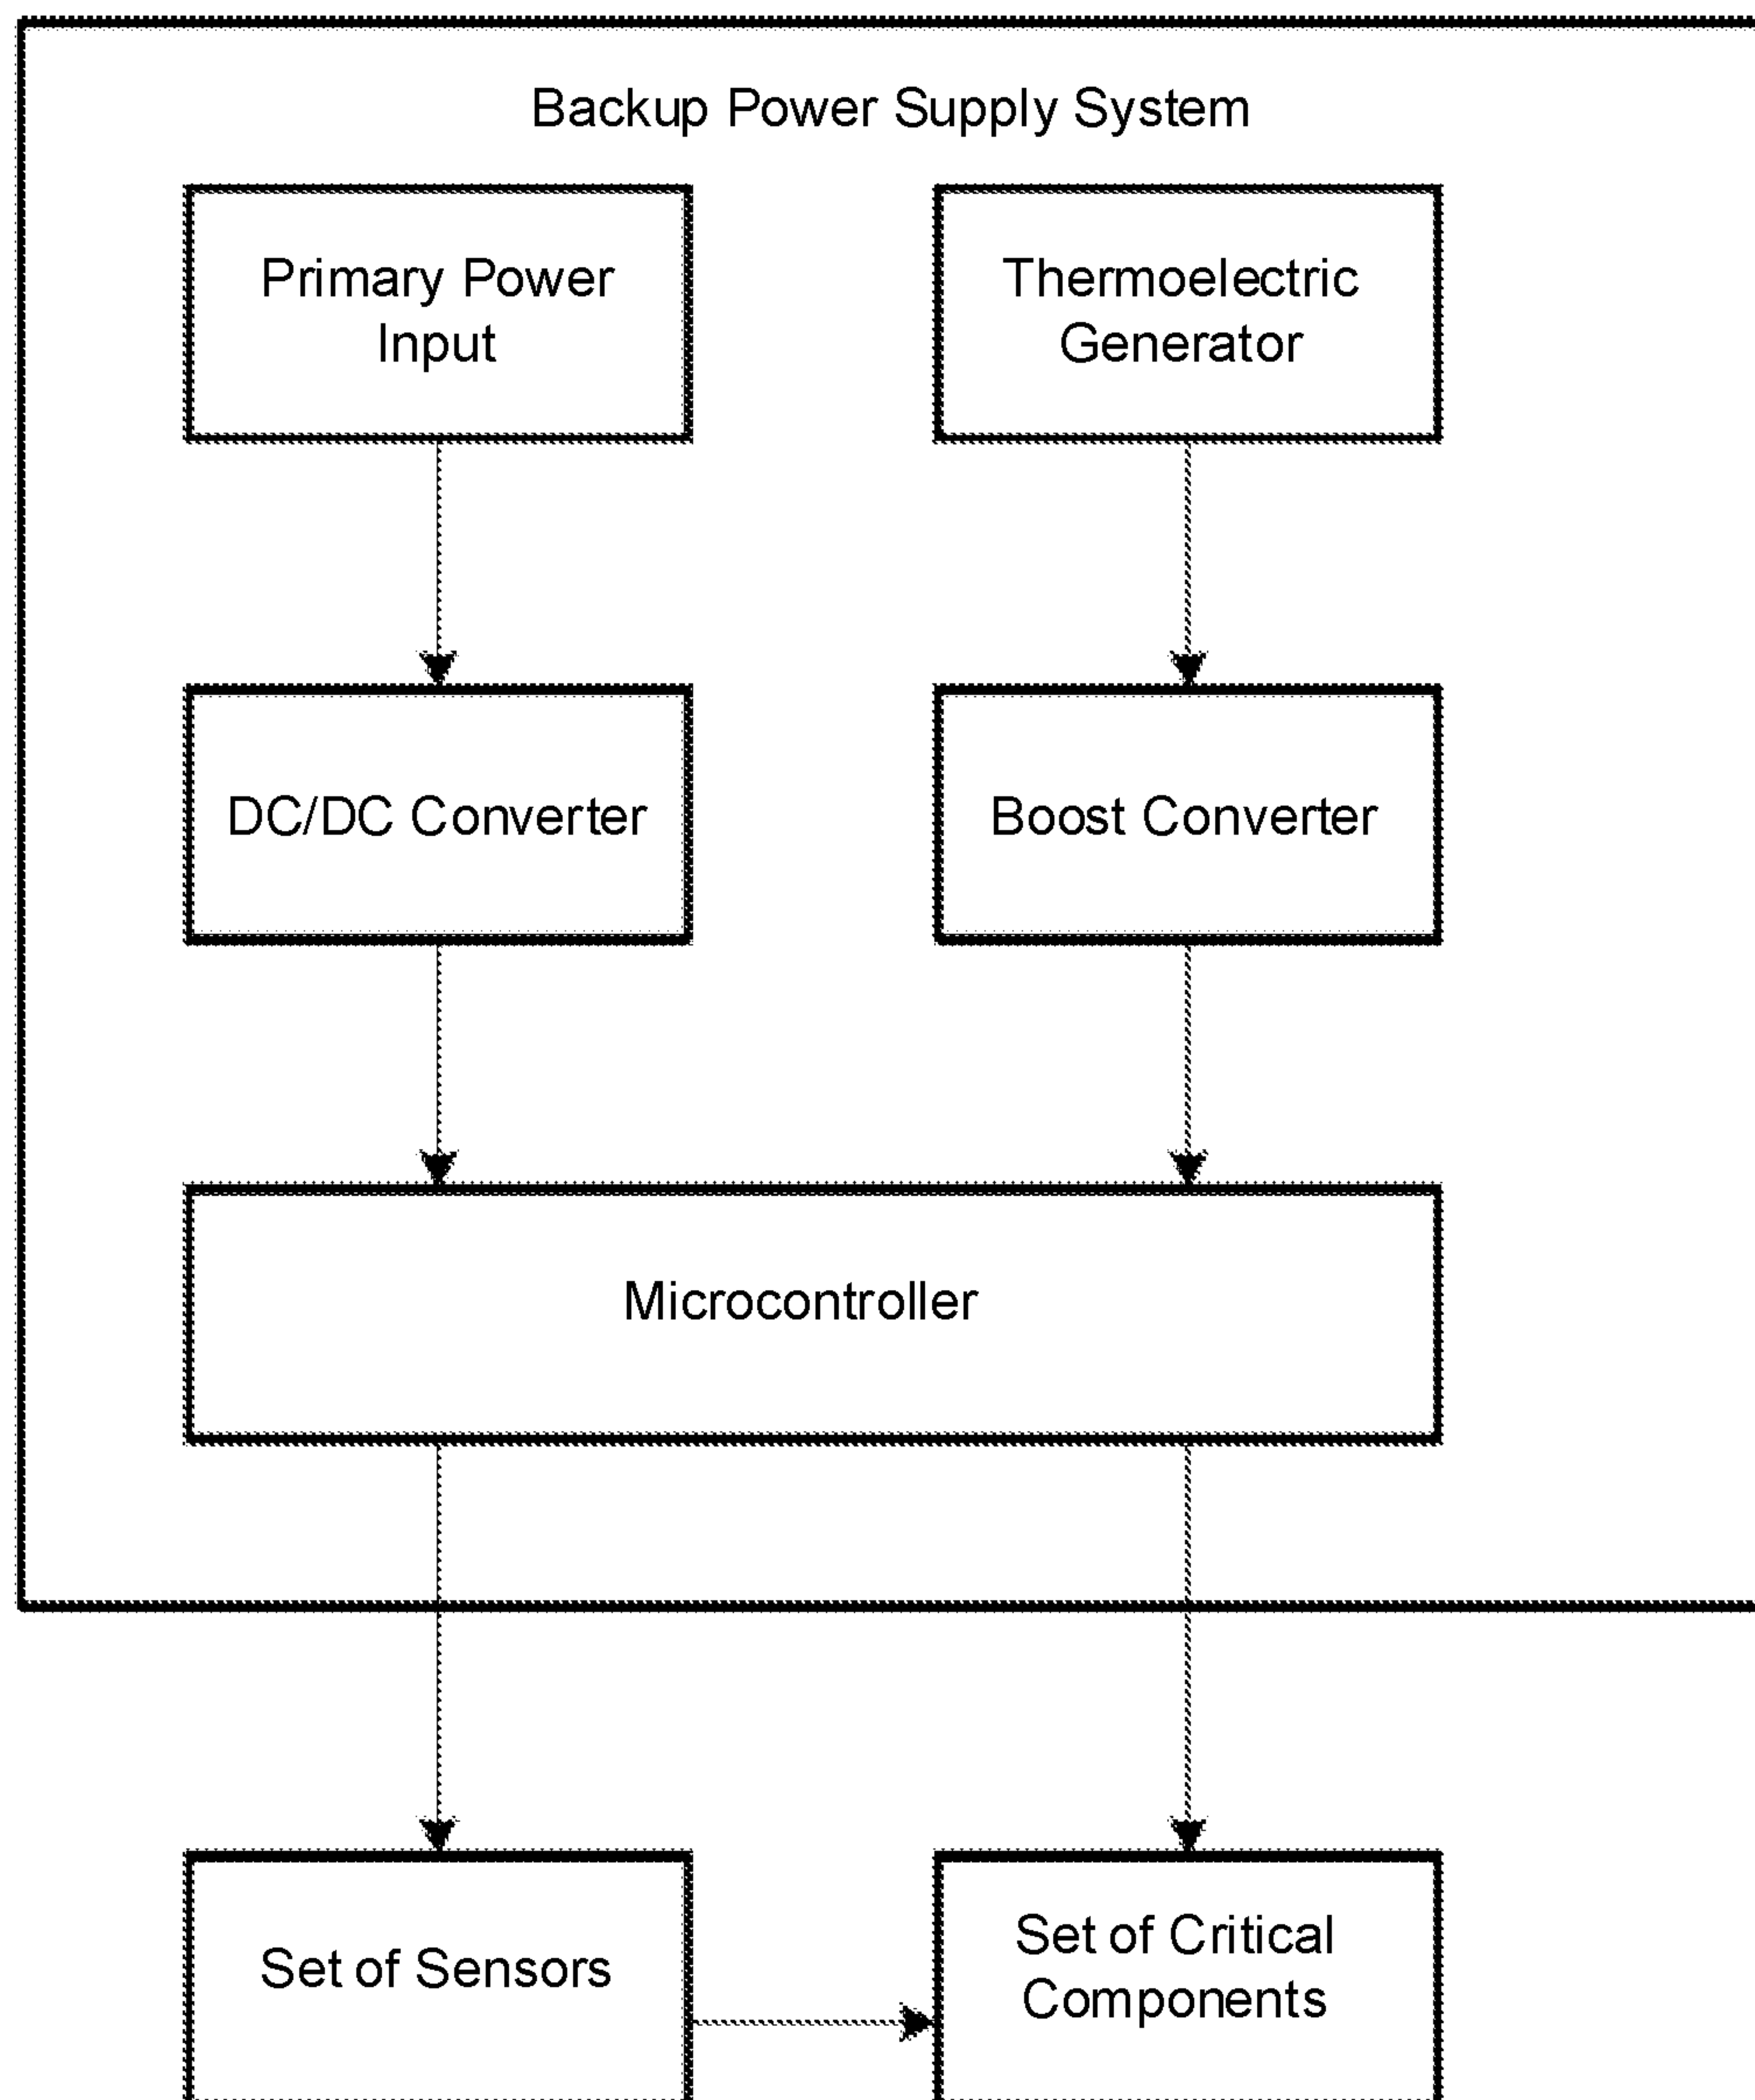 Backup Power Supply System
Primary Power
Input
Thermoelectric
Generator
DC/DC Converter
Boost Converter
Microcontroller
Set of Sensors
Set of Critical
Components